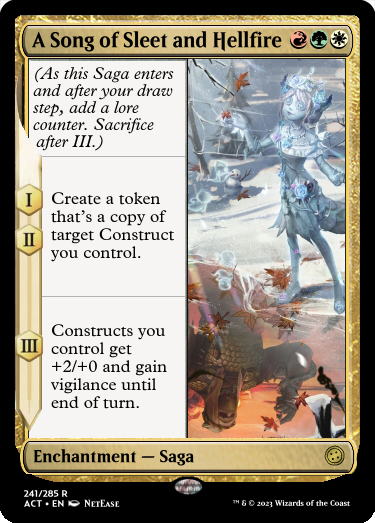 A Song of Sleet and Hellfire
(As this Saga enters
and after your draw
step, add a lore
counter. Sacrifice
after III.)
I
II
Create a token
that's a copy of
target Construct
you control.
III
Constructs you
control get
+2/+0 and gain
vigilance until
end of turn.
Enchantment — Saga
241/285 R
ACT • EN NetEase
™ & © 2023 Wizards of the Coast